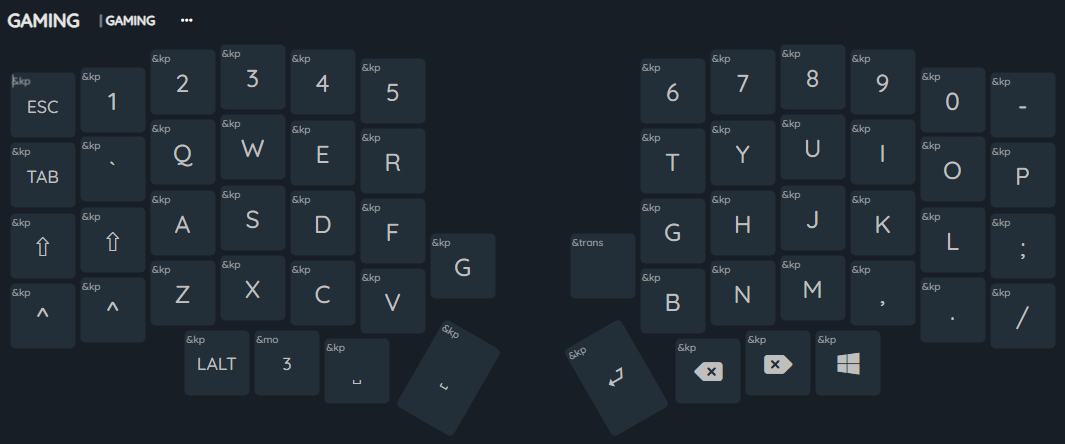 GAMING | GAMING •••
&kp ESC &kp 1 &kp 2 &kp 3 &kp 4 &kp 5 &kp 6 &kp 7 &kp 8 &kp 9 &kp 0 &kp -
&kp TAB &kp ` &kp Q &kp W &kp E &kp R &kp T &kp Y &kp U &kp I &kp O &kp P
&kp ⇧ &kp ⇧ &kp A &kp S &kp D &kp F &kp G &kp H &kp J &kp K &kp L &kp ;
&kp ^ &kp ^ &kp Z &kp X &kp C &kp V &kp G &trans &kp B &kp N &kp M &kp , &kp . &kp /
&kp LALT &mo 3 &kp ␣ &kp ␣ &kp ⏎ &kp ⌫ &kp ⌦ &kp